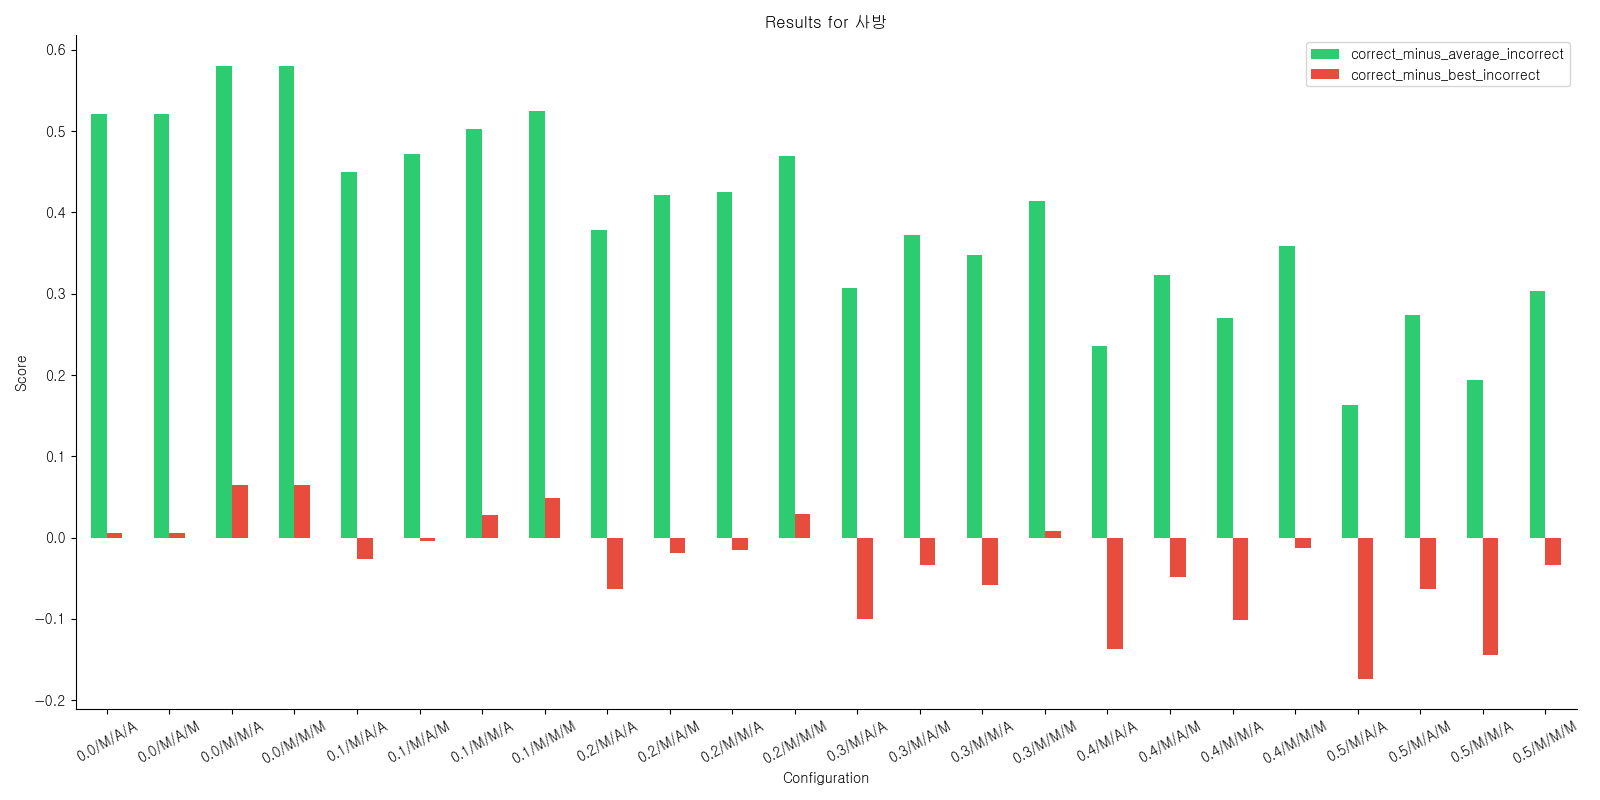 Results for 사방
correct_minus_average_incorrect
correct_minus_best_incorrect
0.6
0.5
0.4
0.3
0.2
0.1
0.0
−0.1
−0.2
Score
0.0/M/A/A
0.0/M/A/M
0.0/M/M/A
0.0/M/M/M
0.1/M/A/A
0.1/M/A/M
0.1/M/M/A
0.1/M/M/M
0.2/M/A/A
0.2/M/A/M
0.2/M/M/A
0.2/M/M/M
0.3/M/A/A
0.3/M/A/M
0.3/M/M/A
0.3/M/M/M
0.4/M/A/A
0.4/M/A/M
0.4/M/M/A
0.4/M/M/M
0.5/M/A/A
0.5/M/A/M
0.5/M/M/A
0.5/M/M/M
Configuration